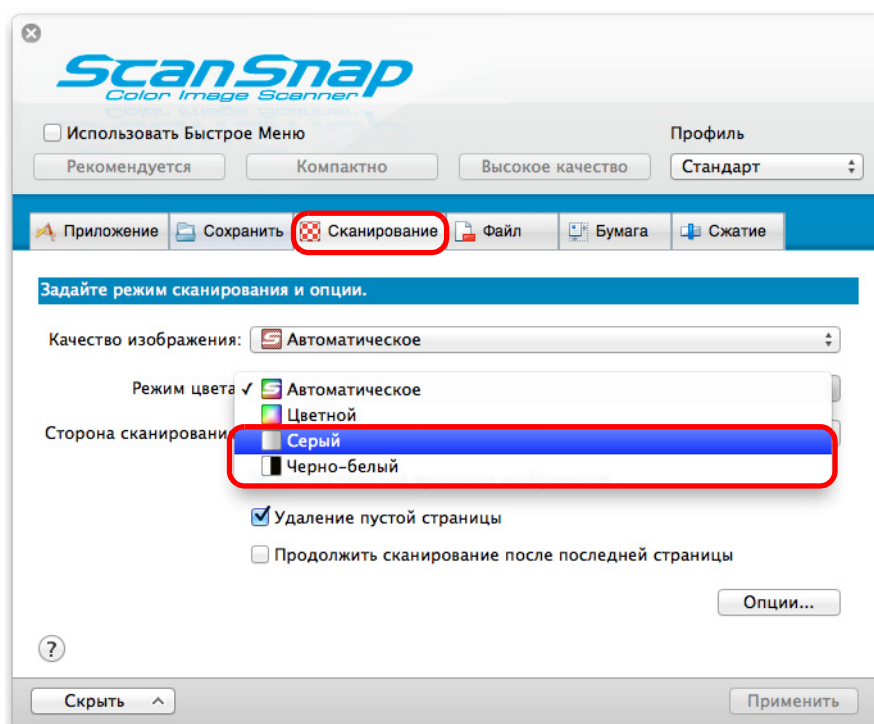 ScanSnap
Color Image Scanner
Использовать Быстрое Меню
Профиль
Рекомендуется
Компактно
Высокое качество
Стандарт
Приложение
Сохранить
Сканирование
Файл
Бумага
Сжатие
Задайте режим сканирования и опции.
Качество изображения: Автоматическое
Режим цвета ✓ Автоматическое
Цветной
Сторона сканировани
Серый
Черно-белый
Удаление пустой страницы
Продолжить сканирование после последней страницы
Опции...
?
Скрыть
Применить